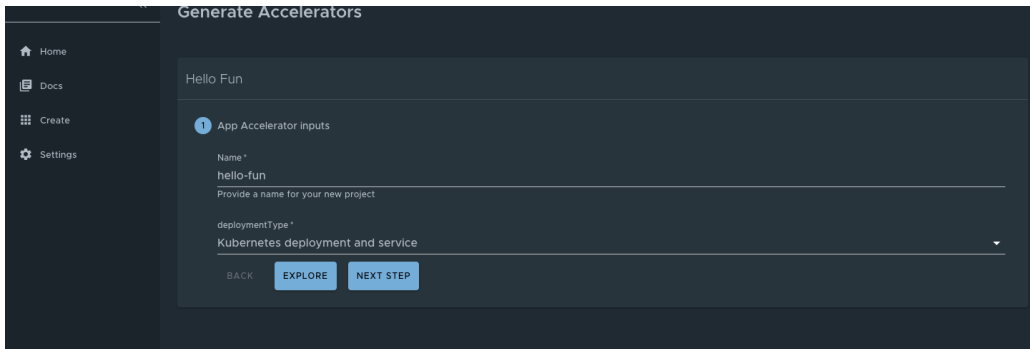 Generate Accelerators
Home
Docs
Create
Settings
Hello Fun
1 App Accelerator inputs
Name *
hello-fun
Provide a name for your new project
deploymentType *
Kubernetes deployment and service
BACK EXPLORE NEXT STEP